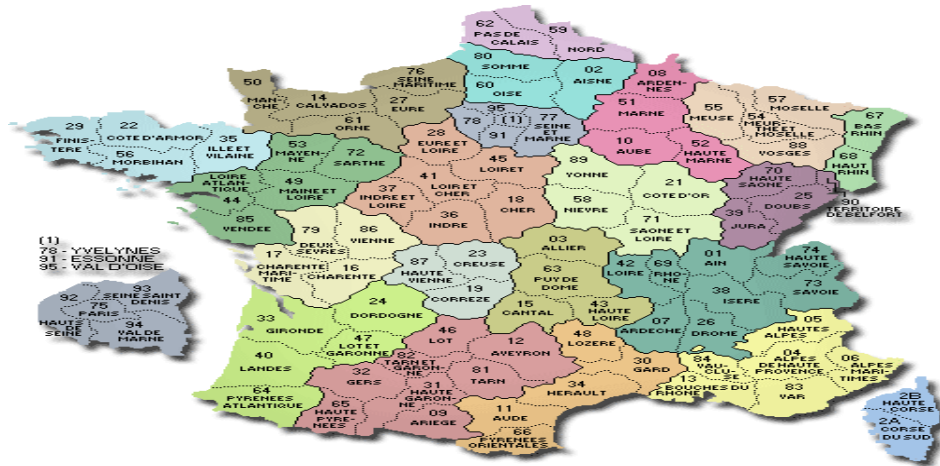 62
PAS DE
CALAIS
59
NORD
80
SOMME
02
AISNE
60
OISE
76
SEINE
MARITIME
27
EURE
14
CALVADOS
50
MAN-
CHE
61
ORNE
08
ARDEN-
NES
51
MARNE
10
AUBE
52
HAUTE
MARNE
55
MEUSE
57
MOSELLE
54
MEUR-
THE ET
MOSELLE
88
VOSGES
67
BAS
RHIN
68
HAUT
RHIN
95
78
(1)
91
77
SEINE
ET
MARNE
29
FINIS-
TERE
22
COTE D'ARMOR
35
ILLE ET
VILAINE
56
MORBIHAN
53
MAYEN-
NE
72
SARTHE
LOIRE
ATLAN-
TIQUE
44
49
MAINE ET
LOIRE
85
VENDEE
28
EURE ET
LOIRE
45
LOIRET
41
LOIR ET
CHER
37
INDRE ET
LOIRE
18
CHER
36
INDRE
89
YONNE
21
COTE D'OR
58
NIEVRE
71
SAONE ET
LOIRE
70
HAUTE
SAONE
25
DOUBS
39
JURA
90
TERRITOIRE
DE BELFORT
79
DEUX
SEVRES
86
VIENNE
17
CHARENTE
MARI-
TIME
16
CHARENTE
87
HAUTE
VIENNE
23
CREUSE
19
CORREZE
03
ALLIER
63
PUY DE
DOME
15
CANTAL
43
HAUTE
LOIRE
42
LOIRE
69
RHO-
NE
01
AIN
74
HAUTE
SAVOIE
73
SAVOIE
38
ISERE
07
ARDECHE
26
DROME
24
DORDOGNE
33
GIRONDE
47
LOT ET
GARONNE
40
LANDES
64
PYRENEES
ATLANTIQUE
46
LOT
12
AVEYRON
82
TARN ET
GARON-
NE
32
GERS
81
TARN
31
HAUTE
GARON-
NE
65
HAUTE
PYRE-
NEES
09
ARIEGE
48
LOZERE
30
GARD
34
HERAULT
11
AUDE
66
PYRENEES
ORIENTALES
05
HAUTES
ALPES
04
ALPES
DE HAUTE
PROVENCE
06
ALPES
MARI-
TIMES
84
VAU-
CLU-
SE
13
BOUCHES DU
RHONE
83
VAR
2B
HAUTE
CORSE
2A
CORSE
DU SUD
(1)
78 - YVELYNES
91 - ESSONNE
95 - VAL D'OISE
92
93
SEINE SAINT
DENIS
75
PARIS
HAUTS
DE
SEINE
94
VAL DE
MARNE